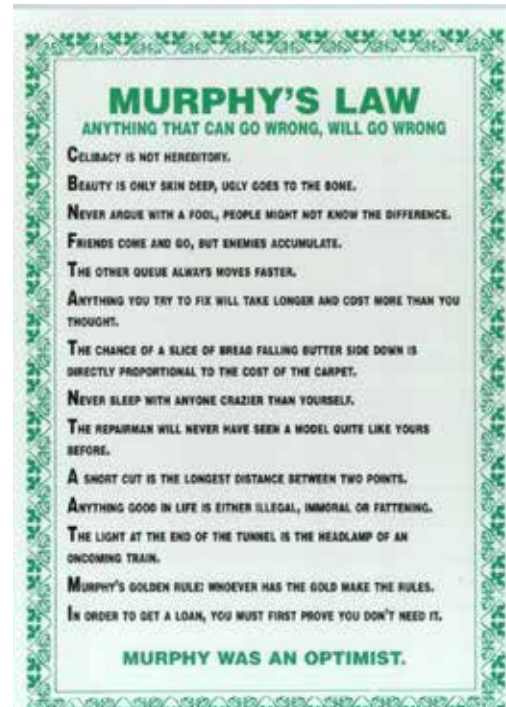 MURPHY'S LAW
ANYTHING THAT CAN GO WRONG, WILL GO WRONG
CELIBACY IS NOT HEREDITORY.
BEAUTY IS ONLY SKIN DEEP, UGLY GOES TO THE BONE.
NEVER ARGUE WITH A FOOL, PEOPLE MIGHT NOT KNOW THE DIFFERENCE.
FRIENDS COME AND GO, BUT ENEMIES ACCUMULATE.
THE OTHER QUEUE ALWAYS MOVES FASTER.
ANYTHING YOU TRY TO FIX WILL TAKE LONGER AND COST MORE THAN YOU
THOUGHT.
THE CHANCE OF A SLICE OF BREAD FALLING BUTTER SIDE DOWN IS
DIRECTLY PROPORTIONAL TO THE COST OF THE CARPET.
NEVER SLEEP WITH ANYONE CRAZIER THAN YOURSELF.
THE REPAIRMAN WILL NEVER HAVE SEEN A MODEL QUITE LIKE YOURS
BEFORE.
A SHORT CUT IS THE LONGEST DISTANCE BETWEEN TWO POINTS.
ANYTHING GOOD IN LIFE IS EITHER ILLEGAL, IMMORAL OR FATTENING.
THE LIGHT AT THE END OF THE TUNNEL IS THE HEADLAMP OF AN
ONCOMING TRAIN.
MURPHY'S GOLDEN RULE: WHOEVER HAS THE GOLD MAKE THE RULES.
IN ORDER TO GET A LOAN, YOU MUST FIRST PROVE YOU DON'T NEED IT.
MURPHY WAS AN OPTIMIST.